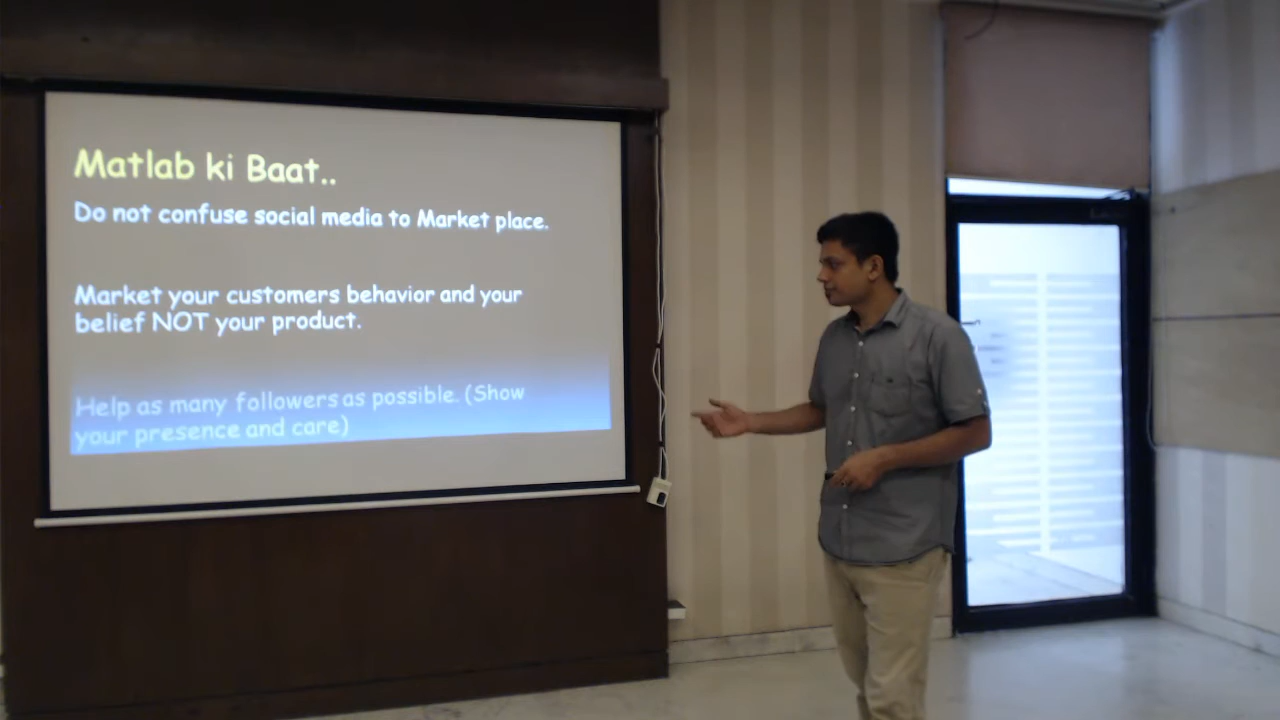 Matlab ki Baat..
Do not confuse social media to Market place.
Market your customers behavior and your
belief NOT your product.
Help as many followers as possible. (Show
your presence and care)